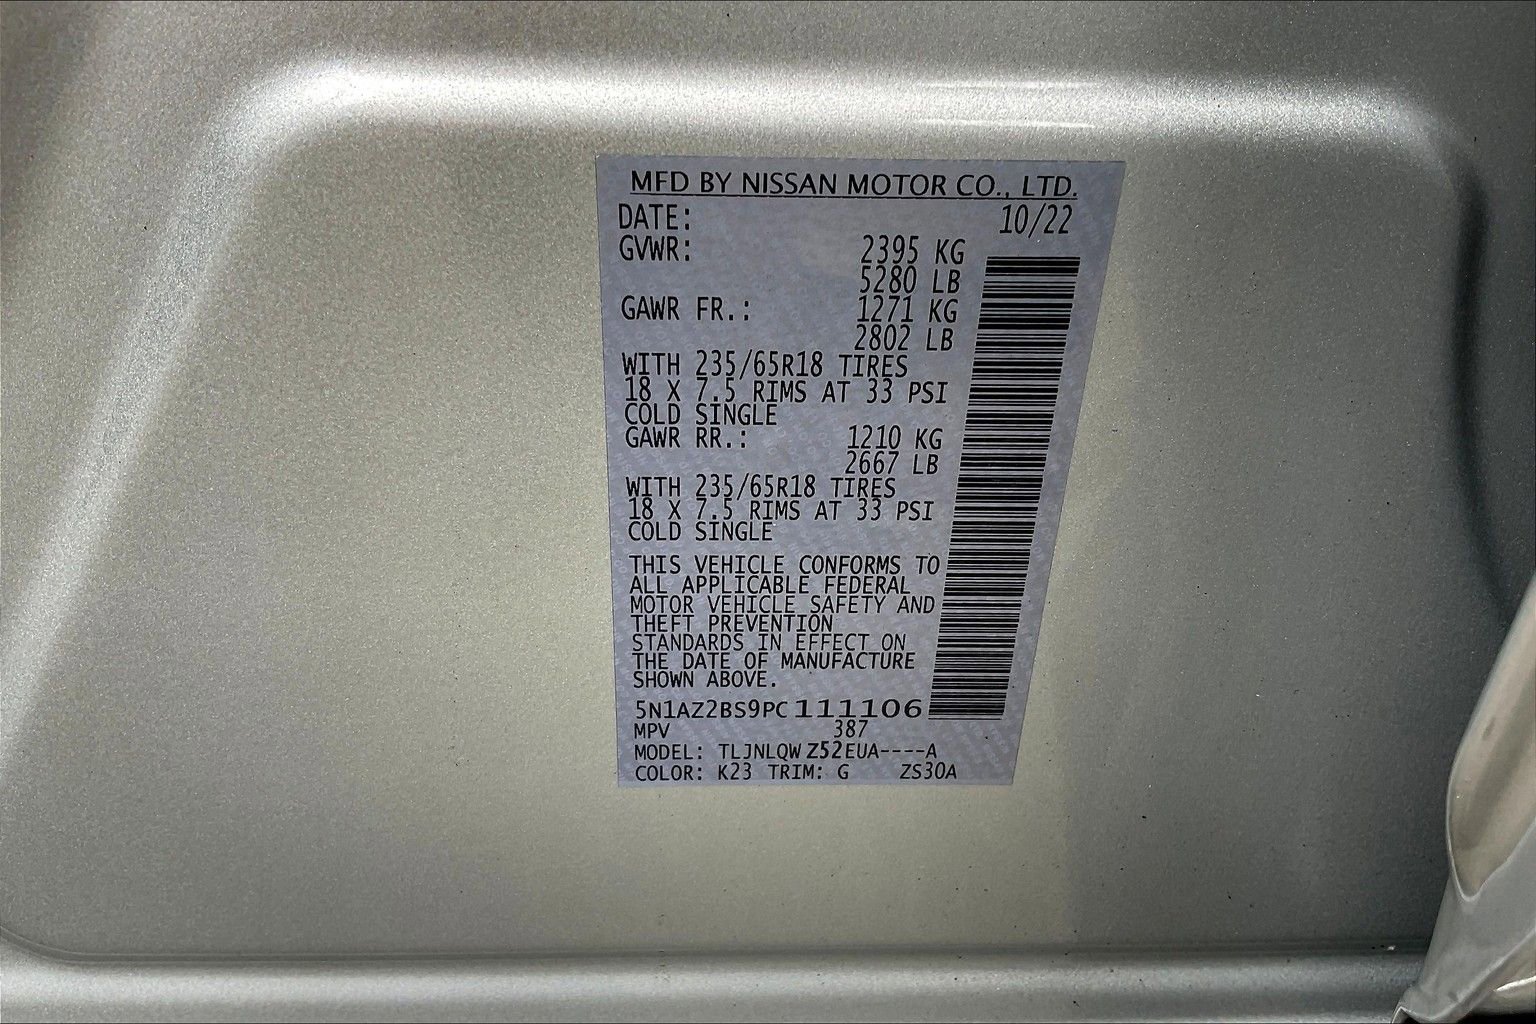 MFD BY NISSAN MOTOR CO., LTD.
DATE: 10/22
GVWR: 2395 KG
5280 LB
GAWR FR.: 1271 KG
2802 LB
WITH 235/65R18 TIRES
18 X 7.5 RIMS AT 33 PSI
COLD SINGLE
GAWR RR.: 1210 KG
2667 LB
WITH 235/65R18 TIRES
18 X 7.5 RIMS AT 33 PSI
COLD SINGLE
THIS VEHICLE CONFORMS TO
ALL APPLICABLE FEDERAL
MOTOR VEHICLE SAFETY AND
THEFT PREVENTION
STANDARDS IN EFFECT ON
THE DATE OF MANUFACTURE
SHOWN ABOVE.
5N1AZ2BS9PC111106
MPV 387
MODEL: TLJNLQWZ52EUA----A
COLOR: K23 TRIM: G ZS30A